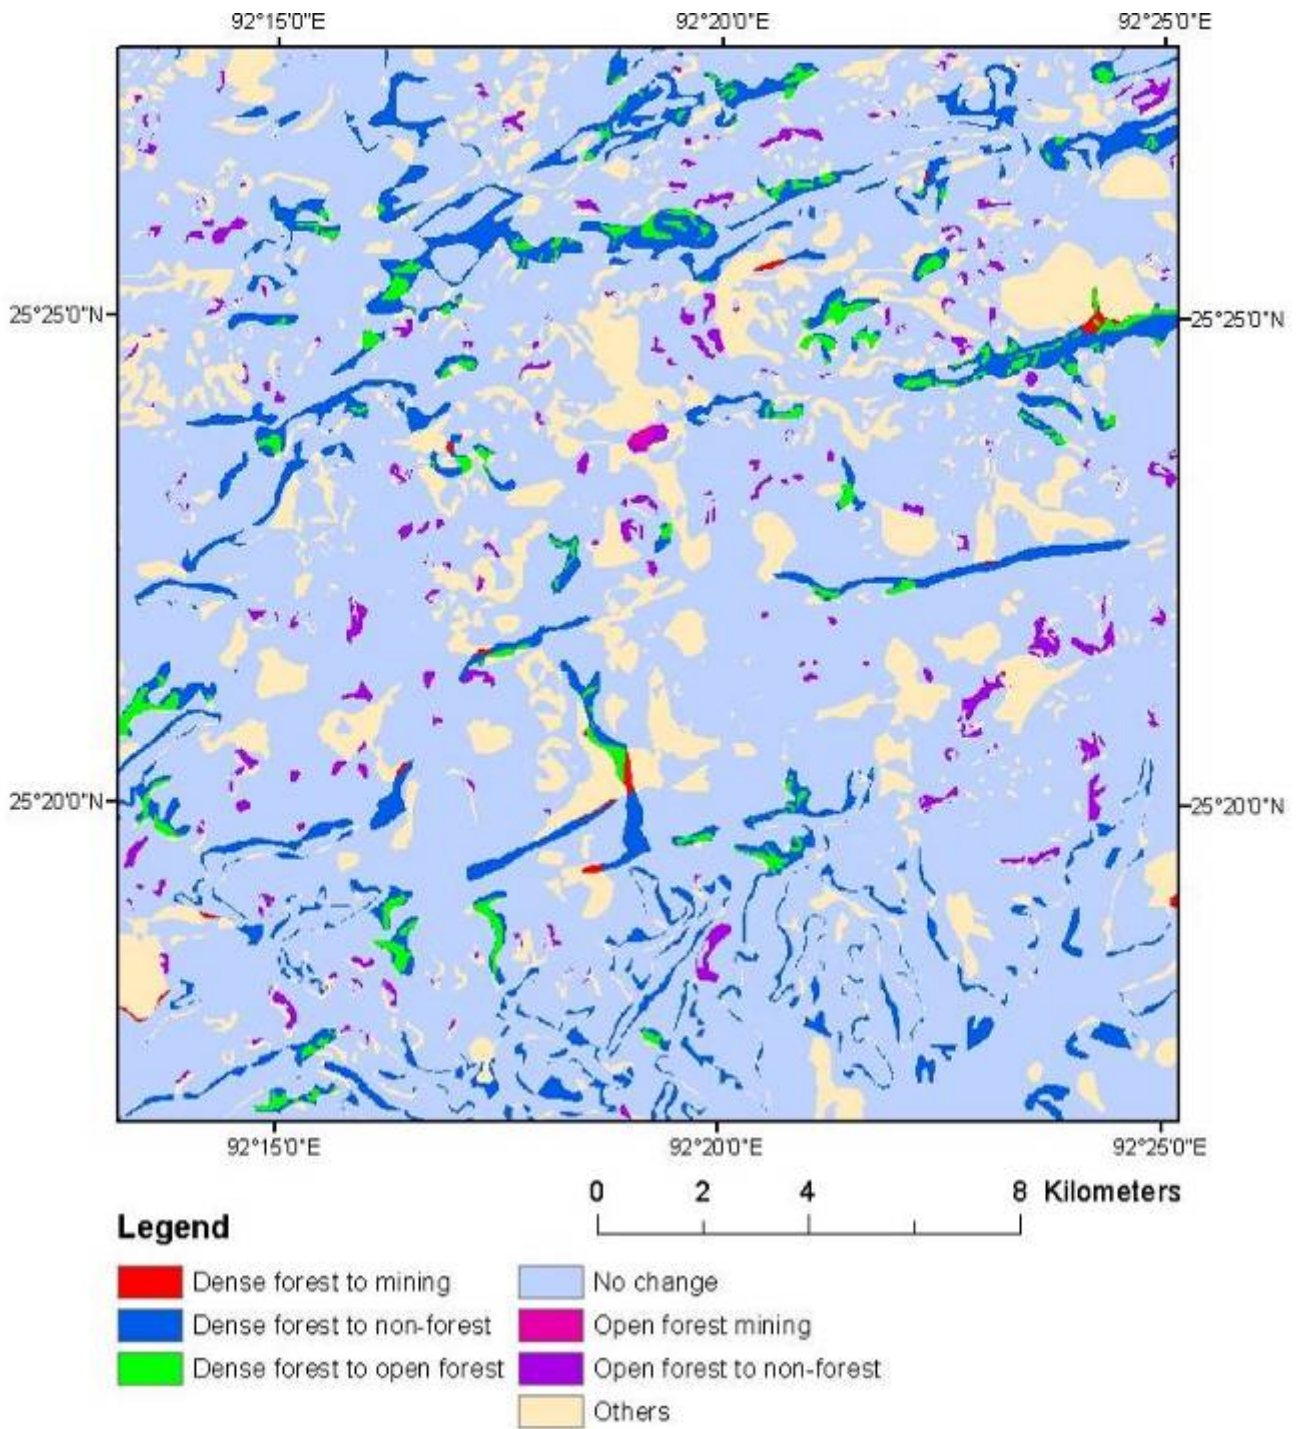 92°15'0"E 92°20'0"E 92°25'0"E
25°25'0"N 25°25'0"N
25°20'0"N 25°20'0"N
92°15'0"E 92°20'0"E 92°25'0"E
0 2 4 8 Kilometers
Legend
Dense forest to mining No change
Dense forest to non-forest Open forest mining
Dense forest to open forest Open forest to non-forest
Others